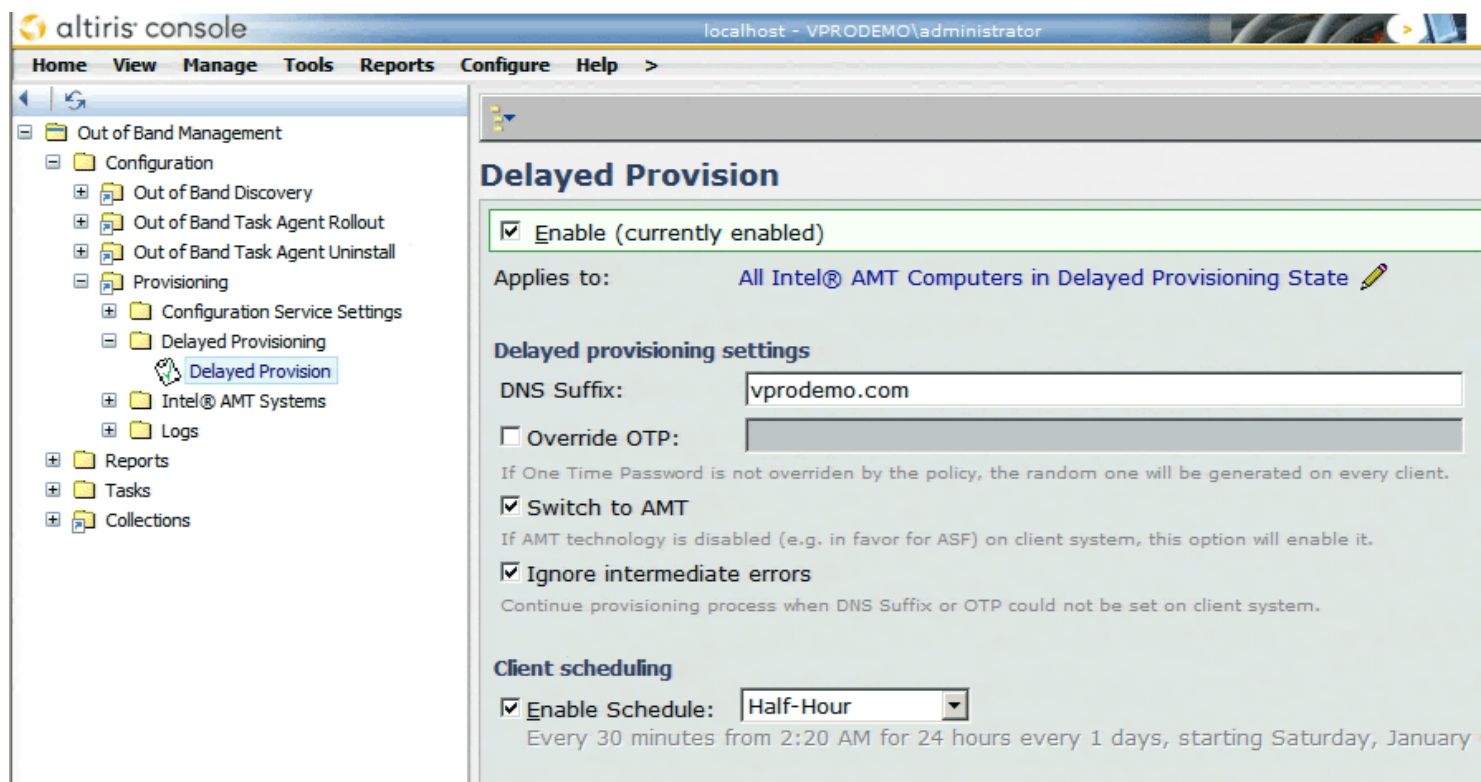 altiris console
localhost - VPRODEMO\administrator
Home View Manage Tools Reports Configure Help >
Out of Band Management
Configuration
Out of Band Discovery
Out of Band Task Agent Rollout
Out of Band Task Agent Uninstall
Provisioning
Configuration Service Settings
Delayed Provisioning
Delayed Provision
Intel® AMT Systems
Logs
Reports
Tasks
Collections
Delayed Provision
Enable (currently enabled)
Applies to: All Intel® AMT Computers in Delayed Provisioning State
Delayed provisioning settings
DNS Suffix: vprodemo.com
Override OTP:
If One Time Password is not overriden by the policy, the random one will be generated on every client.
Switch to AMT
If AMT technology is disabled (e.g. in favor for ASF) on client system, this option will enable it.
Ignore intermediate errors
Continue provisioning process when DNS Suffix or OTP could not be set on client system.
Client scheduling
Enable Schedule: Half-Hour
Every 30 minutes from 2:20 AM for 24 hours every 1 days, starting Saturday, January